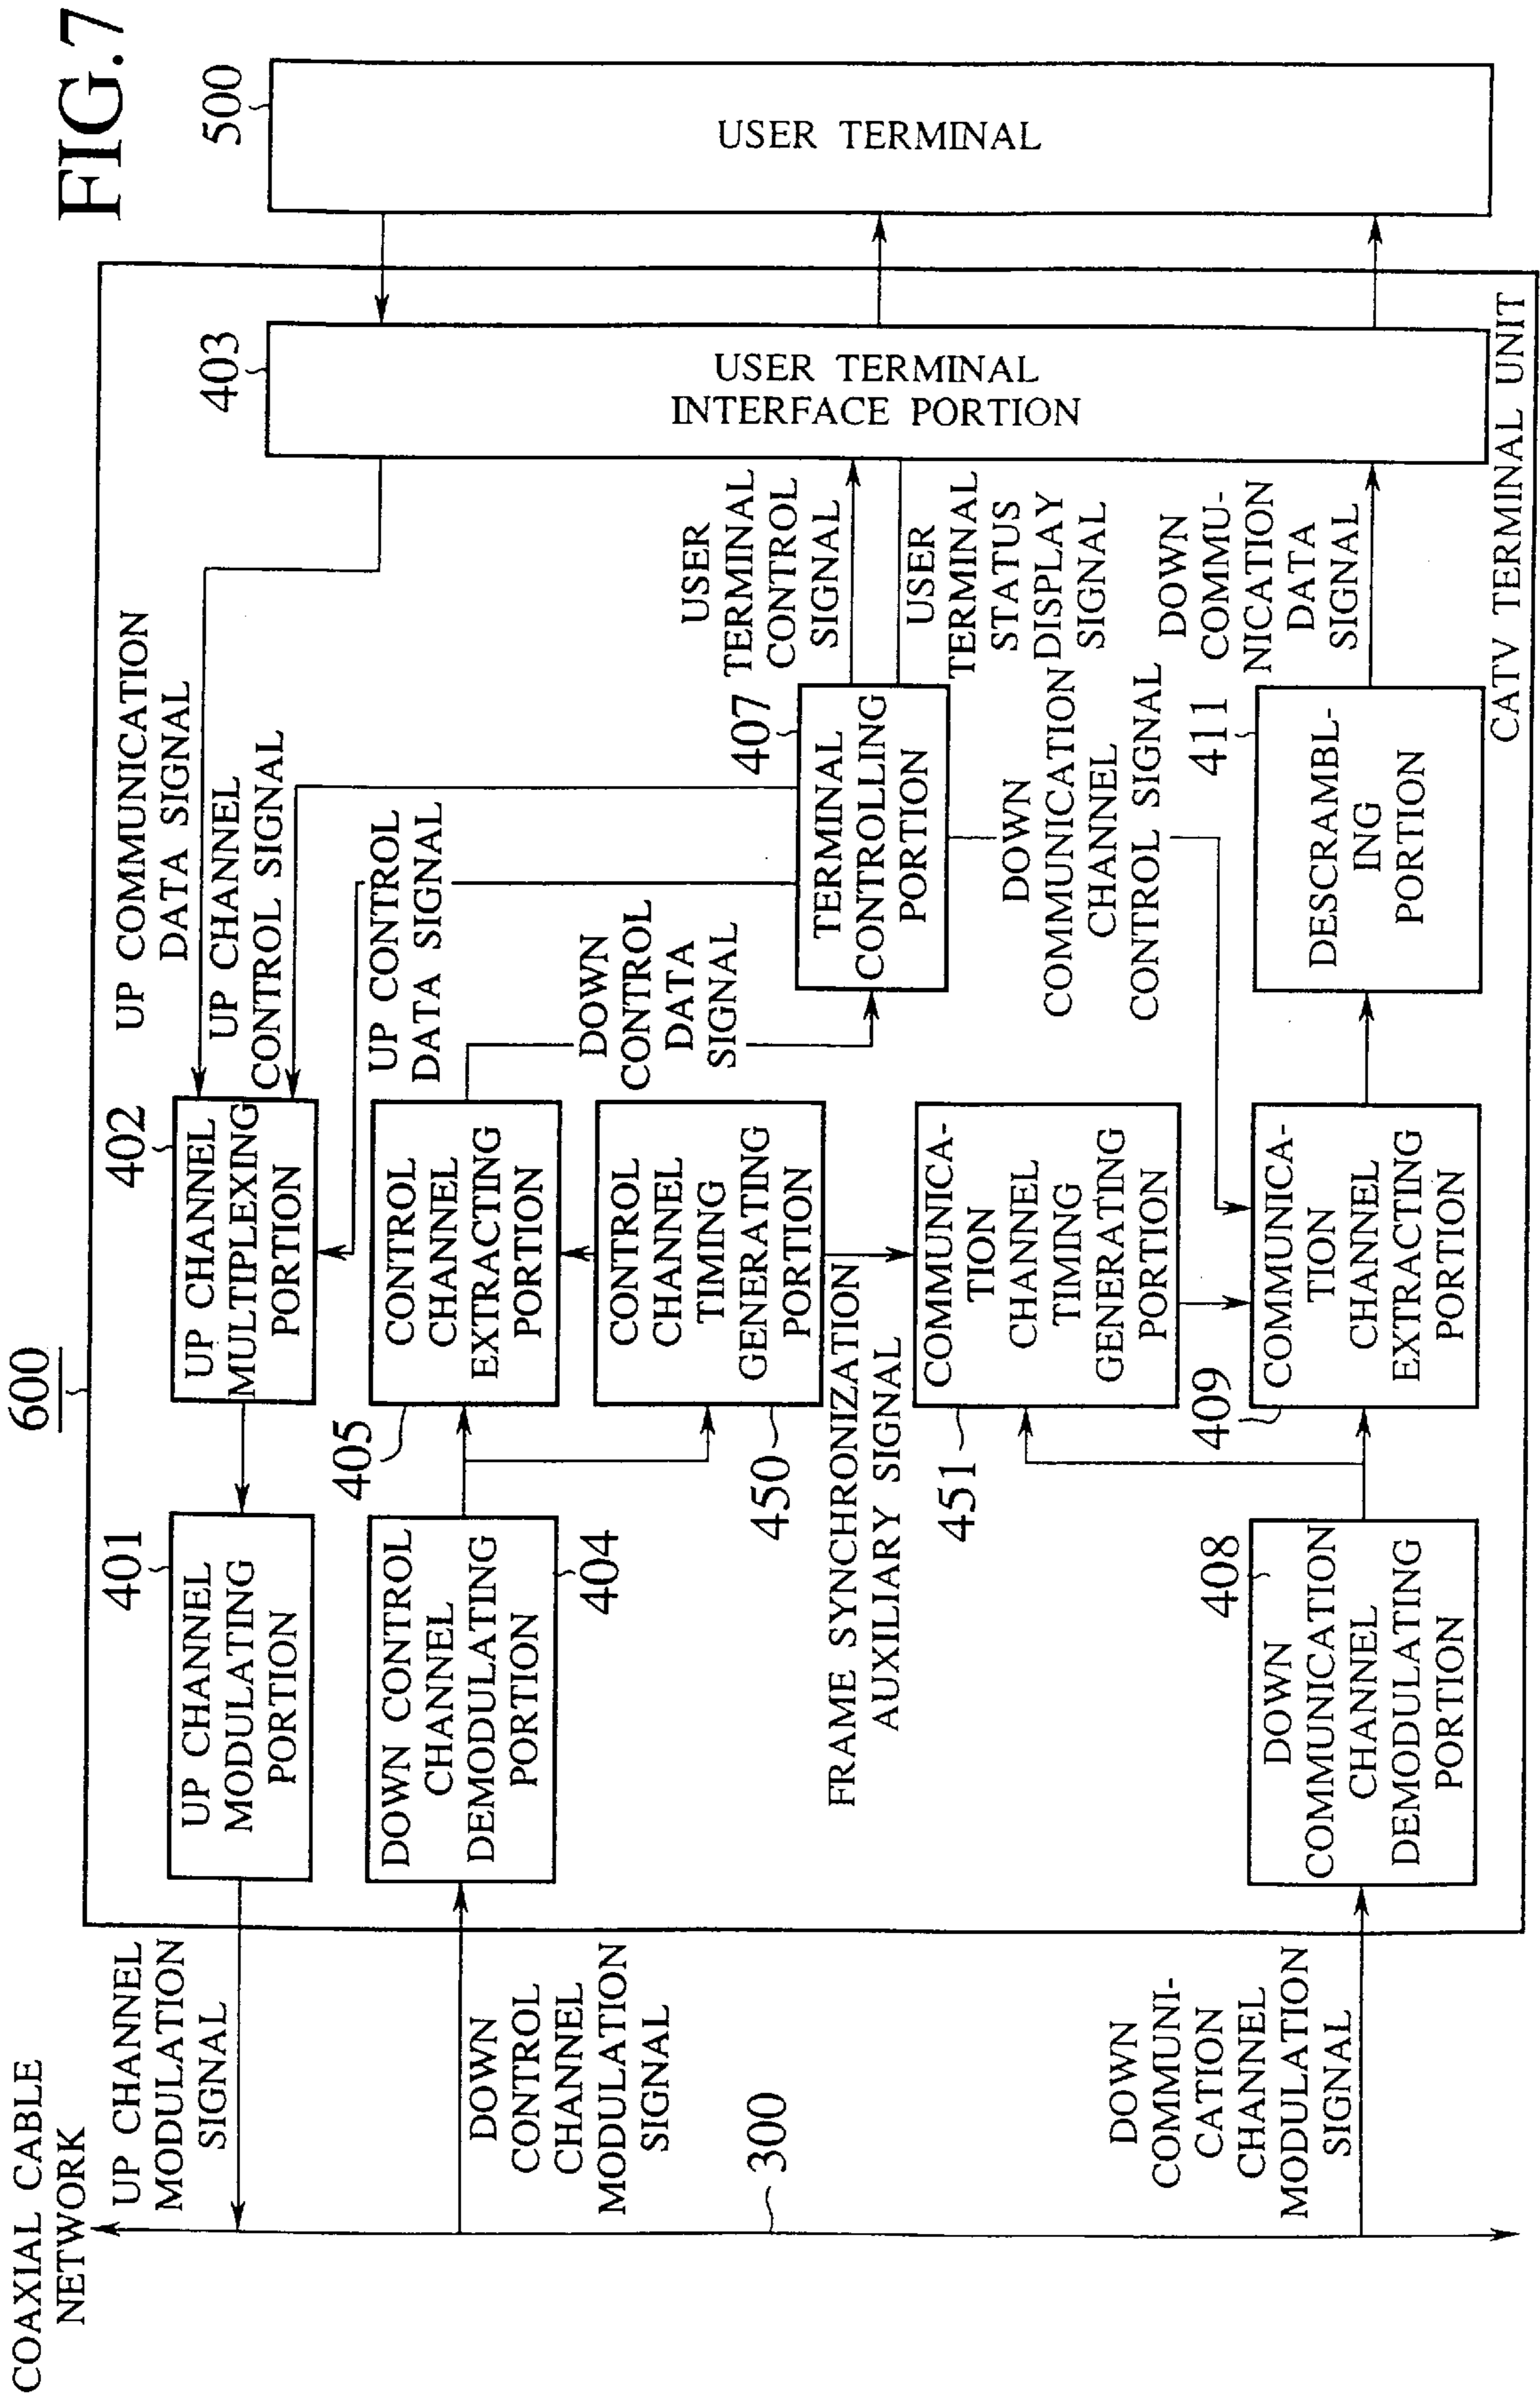 FIG.7
600
COAXIAL CABLE
NETWORK
UP CHANNEL
MODULATION
SIGNAL
401
UP CHANNEL
MODULATING
PORTION
402
UP CHANNEL
MULTIPLEXING
PORTION
UP COMMUNICATION
DATA SIGNAL
UP CHANNEL
CONTROL SIGNAL
UP CONTROL
DATA SIGNAL
403
USER TERMINAL
INTERFACE PORTION
500
USER TERMINAL
DOWN
CONTROL
CHANNEL
MODULATION
SIGNAL
DOWN CONTROL
CHANNEL
DEMODULATING
PORTION
404
405
CONTROL
CHANNEL
EXTRACTING
PORTION
DOWN
CONTROL
DATA
SIGNAL
CONTROL
CHANNEL
TIMING
GENERATING
PORTION
450
407
TERMINAL
CONTROLLING
PORTION
USER
TERMINAL
CONTROL
SIGNAL
USER
TERMINAL
STATUS
DISPLAY
SIGNAL
300
FRAME SYNCHRONIZATION
AUXILIARY SIGNAL
451
COMMUNICA-
TION
CHANNEL
TIMING
GENERATING
PORTION
DOWN
COMMUNICATION
CHANNEL
CONTROL SIGNAL
DOWN
COMMUNI-
CATION
CHANNEL
MODULATION
SIGNAL
408
DOWN
COMMUNICATION
CHANNEL
DEMODULATING
PORTION
409
COMMUNICA-
TION
CHANNEL
EXTRACTING
PORTION
411
DESCRAMBL-
ING
PORTION
DOWN
COMMU-
NICATION
DATA
SIGNAL
CATV TERMINAL UNIT